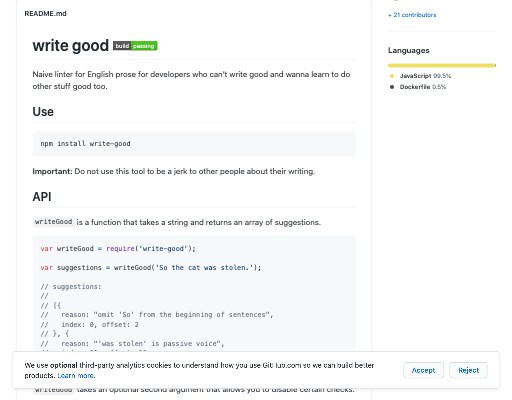 README.md
+ 21 contributors
write good build passing
Languages
JavaScript 99.5%
Dockerfile 0.5%
Naive linter for English prose for developers who can't write good and wanna learn to do
other stuff good too.
Use
npm install write-good
Important: Do not use this tool to be a jerk to other people about their writing.
API
writeGood is a function that takes a string and returns an array of suggestions.
var writeGood = require('write-good');
var suggestions = writeGood('So the cat was stolen.');
// suggestions:
//
// [{
//   reason: "omit 'So' from the beginning of sentences",
//   index: 0, offset: 2
// }, {
//   reason: "'was stolen' is passive voice",
We use optional third-party analytics cookies to understand how you use GitHub.com so we can build better
products. Learn more.
Accept Reject
writeGood takes an optional second argument that allows you to disable certain checks.